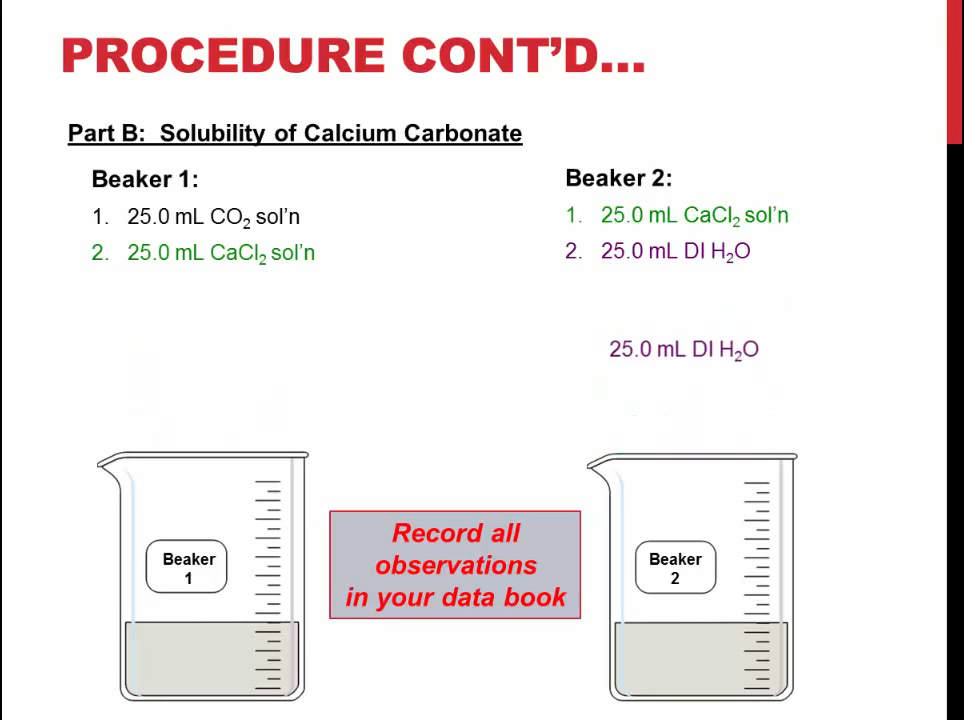 PROCEDURE CONT’D…
Part B:  Solubility of Calcium Carbonate
Beaker 1:
1. 25.0 mL CO₂ sol’n
2. 25.0 mL CaCl₂ sol’n
Beaker 2:
1. 25.0 mL CaCl₂ sol’n
2. 25.0 mL DI H₂O
25.0 mL DI H₂O
Beaker
1
Record all
observations
in your data book
Beaker
2